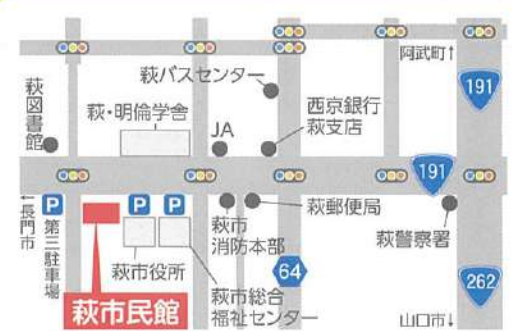 阿武町↑
萩バスセンター
191
萩図書館
萩・明倫学舎
西京銀行
萩支店
JA
191
←長門市
P
第三駐車場
P
P
萩市
消防本部
萩郵便局
萩警察署
萩市役所
64
262
萩市民館
萩市総合
福祉センター
山口市↓